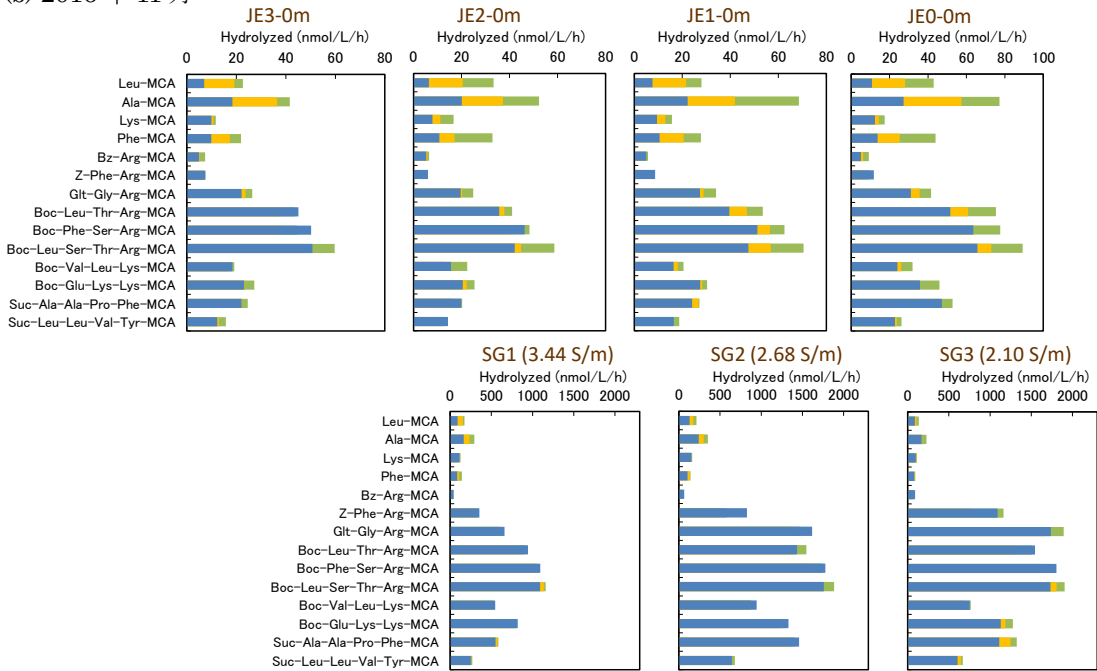 JE3-0m JE2-0m JE1-0m JE0-0m
Hydrolyzed (nmol/L/h) Hydrolyzed (nmol/L/h) Hydrolyzed (nmol/L/h) Hydrolyzed (nmol/L/h)
0 20 40 60 80 0 20 40 60 80 0 20 40 60 80 0 20 40 60 80 100
Leu-MCA
Ala-MCA
Lys-MCA
Phe-MCA
Bz-Arg-MCA
Z-Phe-Arg-MCA
Glt-Gly-Arg-MCA
Boc-Leu-Thr-Arg-MCA
Boc-Phe-Ser-Arg-MCA
Boc-Leu-Ser-Thr-Arg-MCA
Boc-Val-Leu-Lys-MCA
Boc-Glu-Lys-Lys-MCA
Suc-Ala-Ala-Pro-Phe-MCA
Suc-Leu-Leu-Val-Tyr-MCA
SG1 (3.44 S/m) SG2 (2.68 S/m) SG3 (2.10 S/m)
Hydrolyzed (nmol/L/h) Hydrolyzed (nmol/L/h) Hydrolyzed (nmol/L/h)
0 500 1000 1500 2000 0 500 1000 1500 2000 0 500 1000 1500 2000
Leu-MCA
Ala-MCA
Lys-MCA
Phe-MCA
Bz-Arg-MCA
Z-Phe-Arg-MCA
Glt-Gly-Arg-MCA
Boc-Leu-Thr-Arg-MCA
Boc-Phe-Ser-Arg-MCA
Boc-Leu-Ser-Thr-Arg-MCA
Boc-Val-Leu-Lys-MCA
Boc-Glu-Lys-Lys-MCA
Suc-Ala-Ala-Pro-Phe-MCA
Suc-Leu-Leu-Val-Tyr-MCA